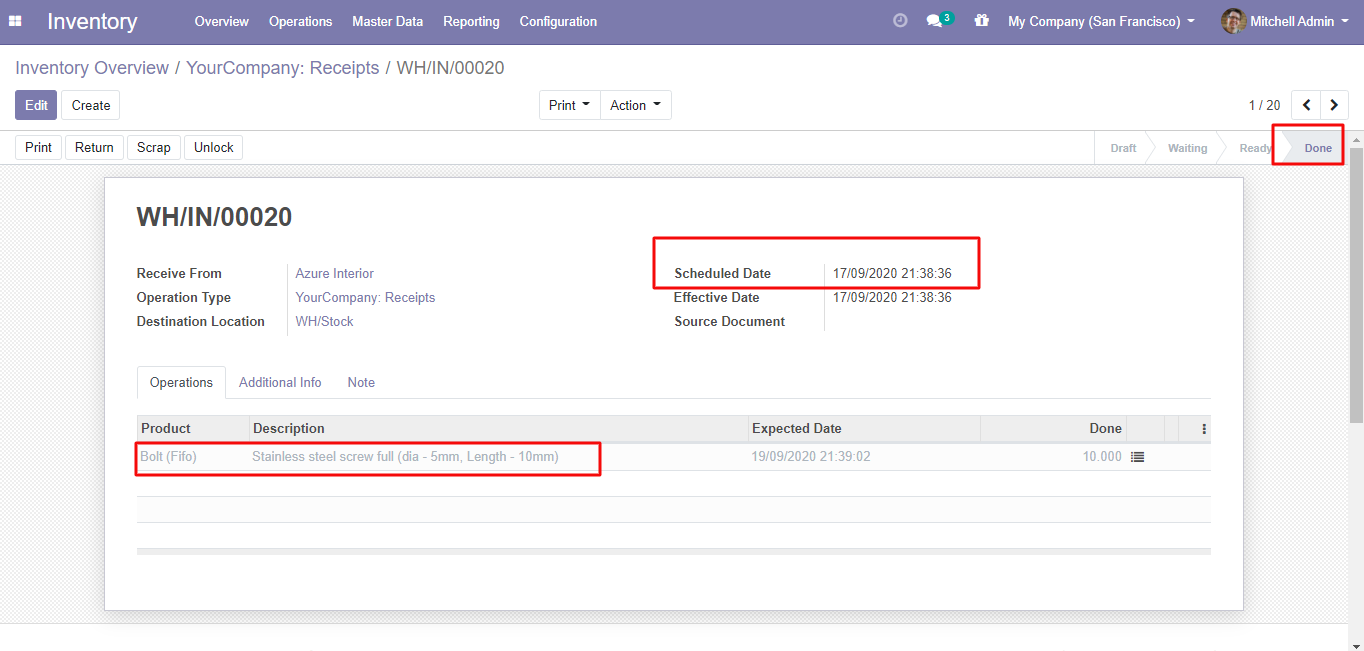 Inventory Overview Operations Master Data Reporting Configuration 3 My Company (San Francisco) Mitchell Admin
Inventory Overview / YourCompany: Receipts / WH/IN/00020
Edit Create Print Action 1 / 20
Print Return Scrap Unlock Draft Waiting Ready Done
WH/IN/00020
Receive From Azure Interior Scheduled Date 17/09/2020 21:38:36
Operation Type YourCompany: Receipts Effective Date 17/09/2020 21:38:36
Destination Location WH/Stock Source Document
Operations Additional Info Note
Product Description Expected Date Done
Bolt (Fifo) Stainless steel screw full (dia - 5mm, Length - 10mm) 19/09/2020 21:39:02 10.000